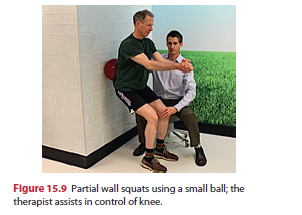 Figure 15.9 Partial wall squats using a small ball; the
therapist assists in control of knee.